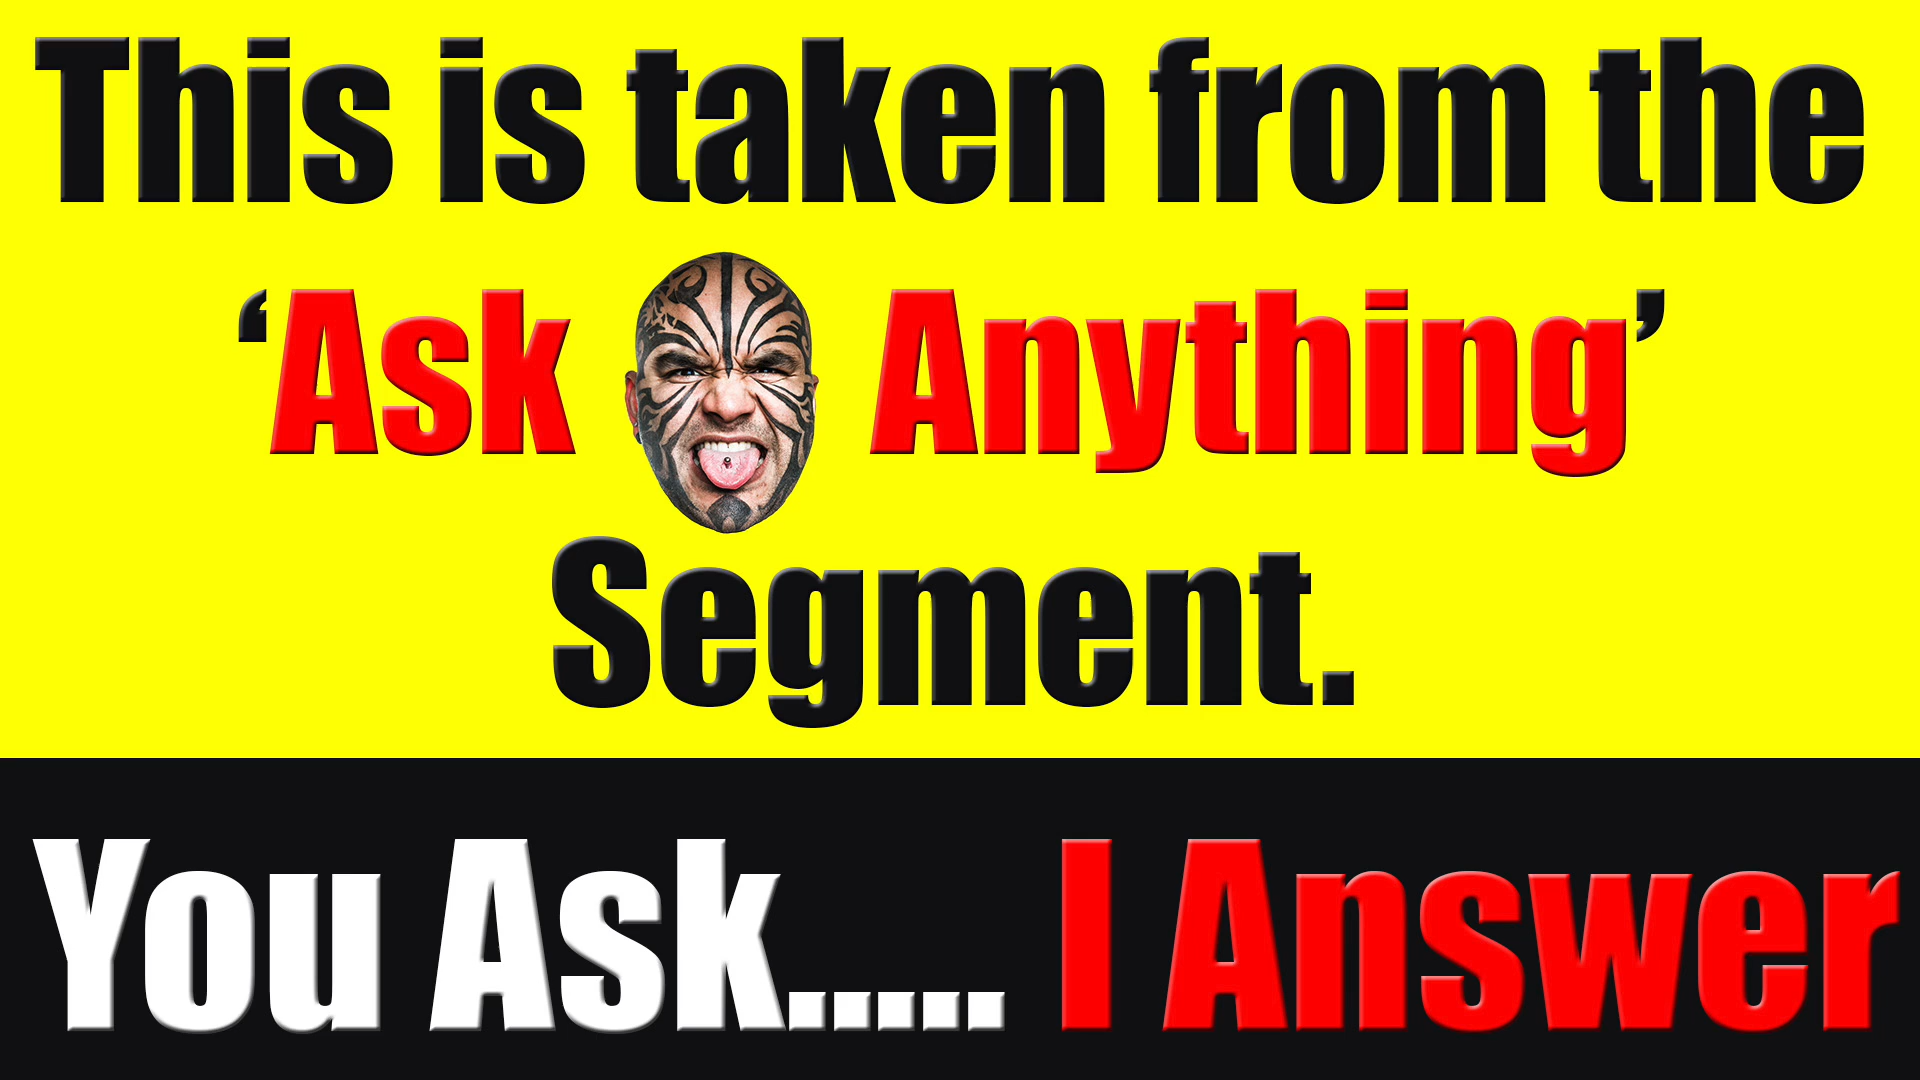 This is taken from the
‘Ask Anything’
Segment.
You Ask..... I Answer